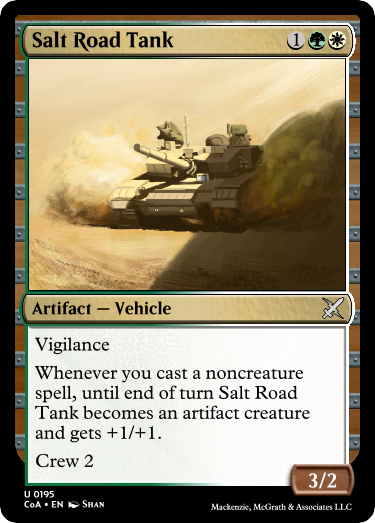 Salt Road Tank 1
Artifact — Vehicle
Vigilance
Whenever you cast a noncreature
spell, until end of turn Salt Road
Tank becomes an artifact creature
and gets +1/+1.
Crew 2
3/2
U 0195
CoA • EN Shan
Mackenzie, McGrath & Associates LLC